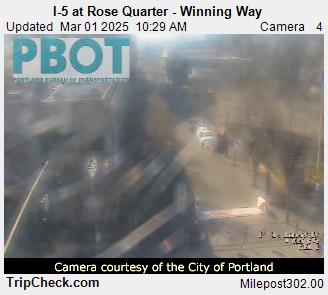 I-5 at Rose Quarter - Winning Way
Updated Mar 01 2025 10:29 AM Camera 4
PBOT
PORTLAND BUREAU OF TRANSPORTATION
Camera courtesy of the City of Portland
TripCheck.com Milepost302.00